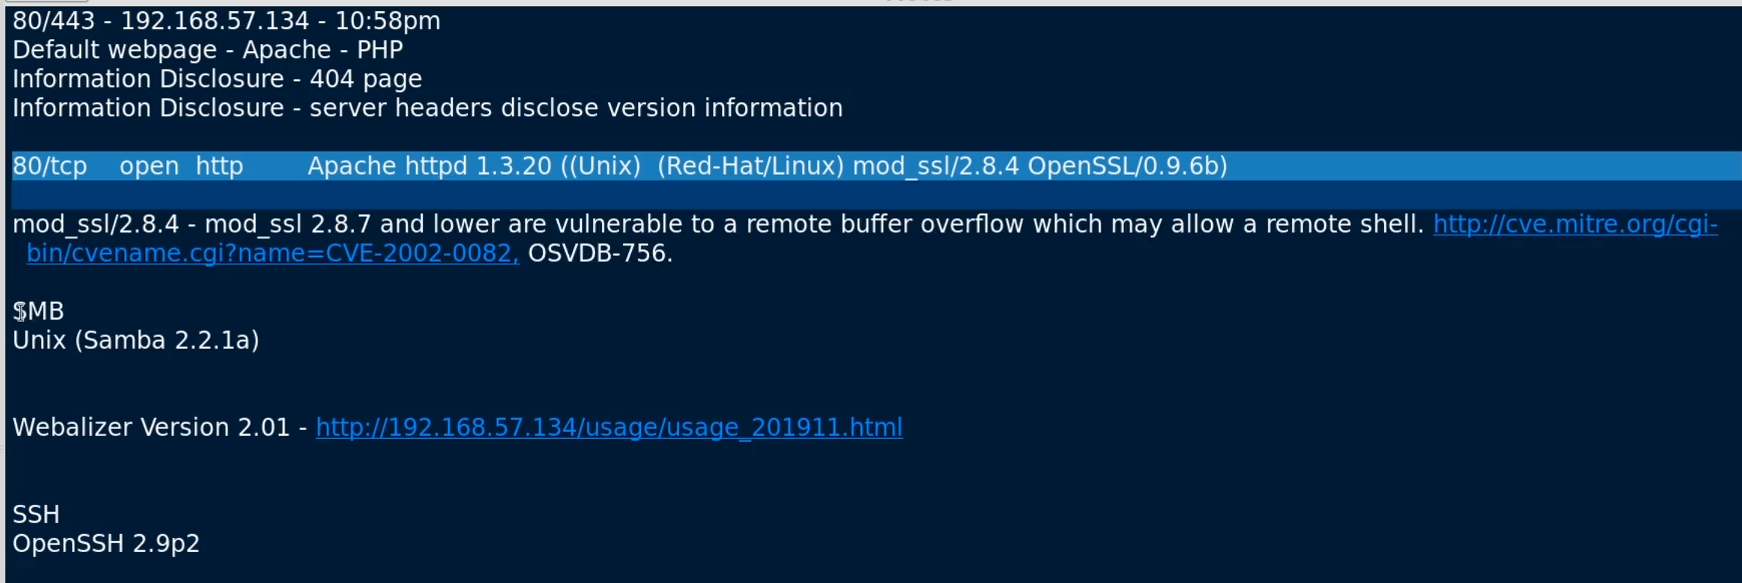 80/443 - 192.168.57.134 - 10:58pm
Default webpage - Apache - PHP
Information Disclosure - 404 page
Information Disclosure - server headers disclose version information
80/tcp open http Apache httpd 1.3.20 ((Unix) (Red-Hat/Linux) mod_ssl/2.8.4 OpenSSL/0.9.6b)
mod_ssl/2.8.4 - mod_ssl 2.8.7 and lower are vulnerable to a remote buffer overflow which may allow a remote shell. http://cve.mitre.org/cgi-
bin/cvename.cgi?name=CVE-2002-0082, OSVDB-756.
SMB
Unix (Samba 2.2.1a)
Webalizer Version 2.01 - http://192.168.57.134/usage/usage_201911.html
SSH
OpenSSH 2.9p2